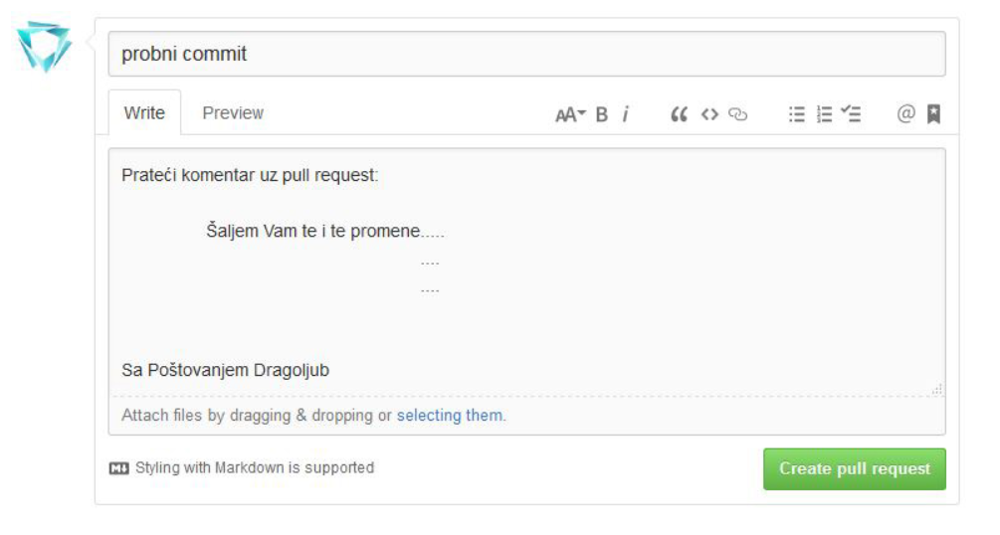 probni commit
Write Preview AA B i @
Prateći komentar uz pull request:
Šaljem Vam te i te promene.....
....
....
Sa Poštovanjem Dragoljub
Attach files by dragging & dropping or selecting them.
Styling with Markdown is supported
Create pull request